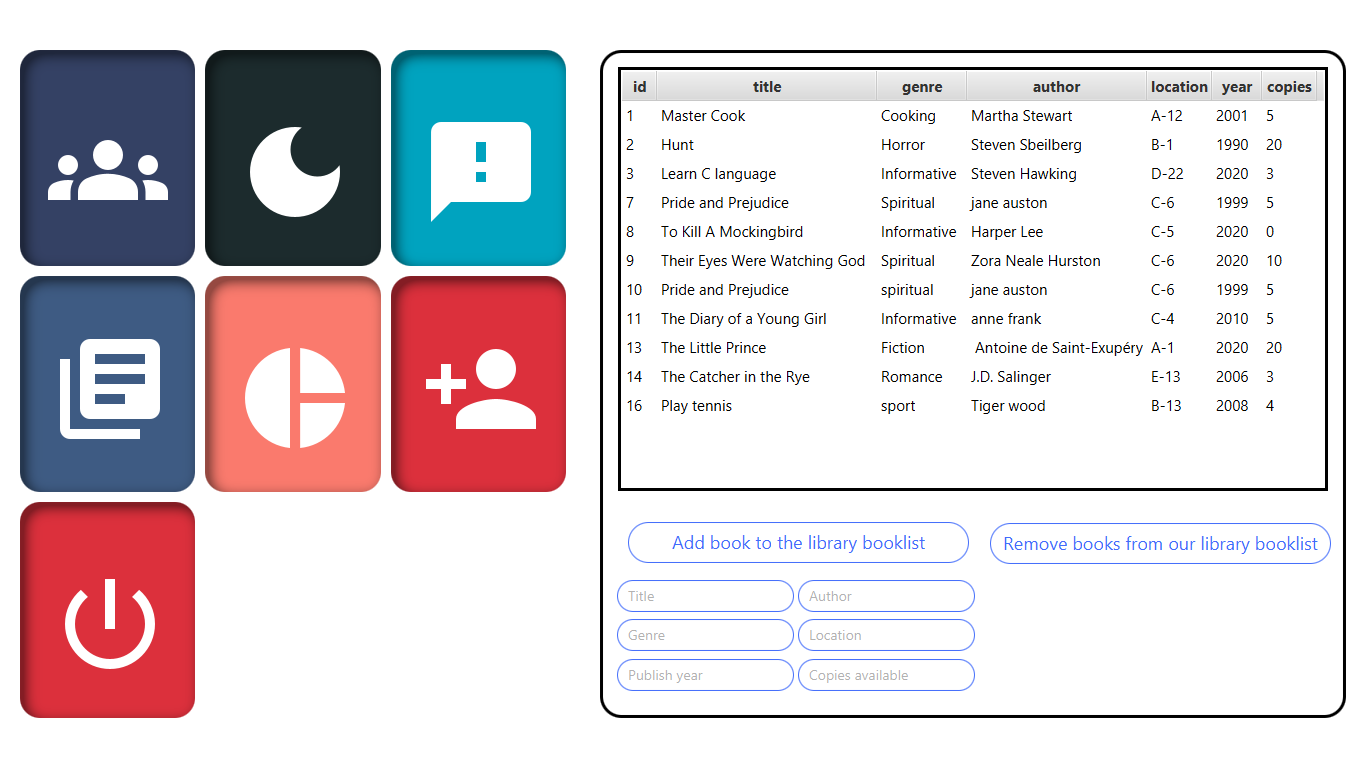 id title genre author location year copies
1 Master Cook Cooking Martha Stewart A-12 2001 5
2 Hunt Horror Steven Sbeilberg B-1 1990 20
3 Learn C language Informative Steven Hawking D-22 2020 3
7 Pride and Prejudice Spiritual jane auston C-6 1999 5
8 To Kill A Mockingbird Informative Harper Lee C-5 2020 0
9 Their Eyes Were Watching God Spiritual Zora Neale Hurston C-6 2020 10
10 Pride and Prejudice spiritual jane auston C-6 1999 5
11 The Diary of a Young Girl Informative anne frank C-4 2010 5
13 The Little Prince Fiction Antoine de Saint-Exupéry A-1 2020 20
14 The Catcher in the Rye Romance J.D. Salinger E-13 2006 3
16 Play tennis sport Tiger wood B-13 2008 4
Add book to the library booklist Remove books from our library booklist
Title Author
Genre Location
Publish year Copies available